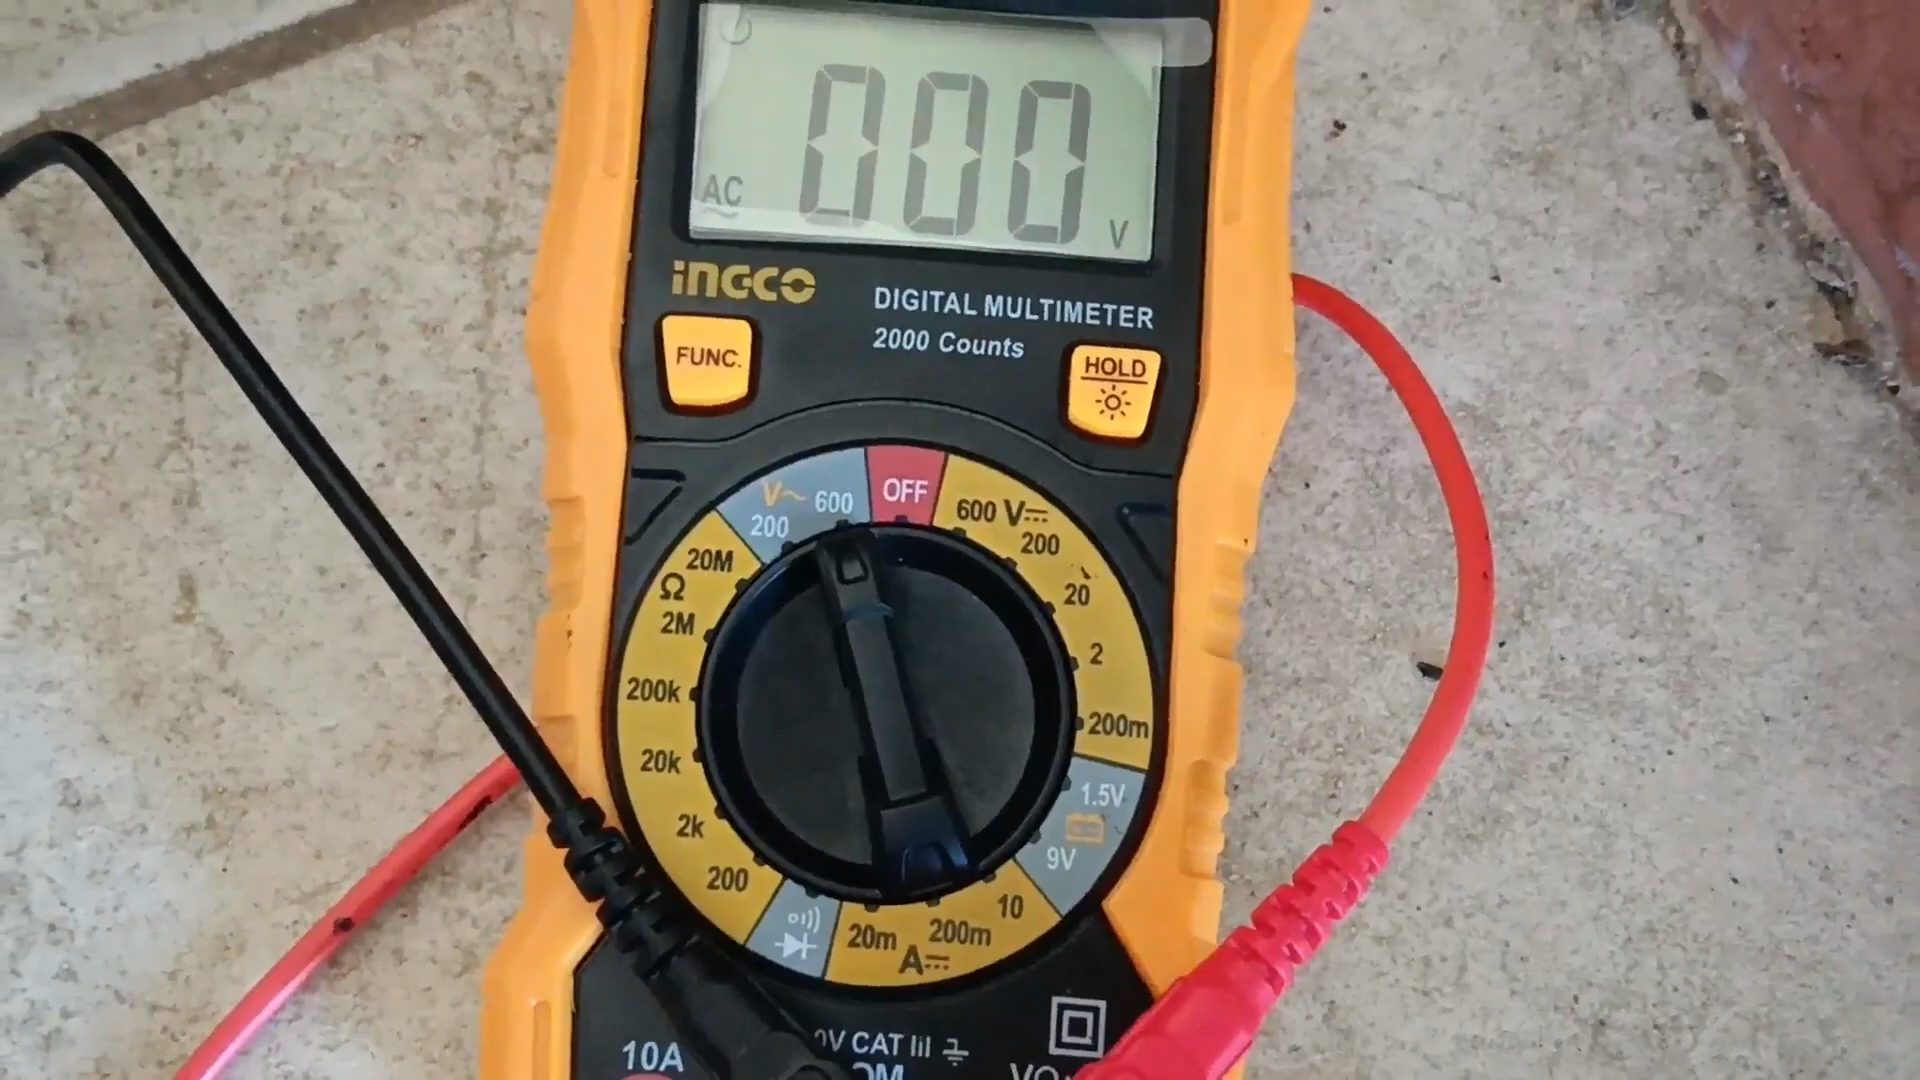 000
AC
V
INGCO
DIGITAL MULTIMETER
2000 Counts
FUNC.
HOLD
OFF
V~ 600
200
600 V⎓
200
20
2
200m
1.5V
9V
20M
Ω
2M
200k
20k
2k
200
20m
200m
10
A⎓
10A
CAT III